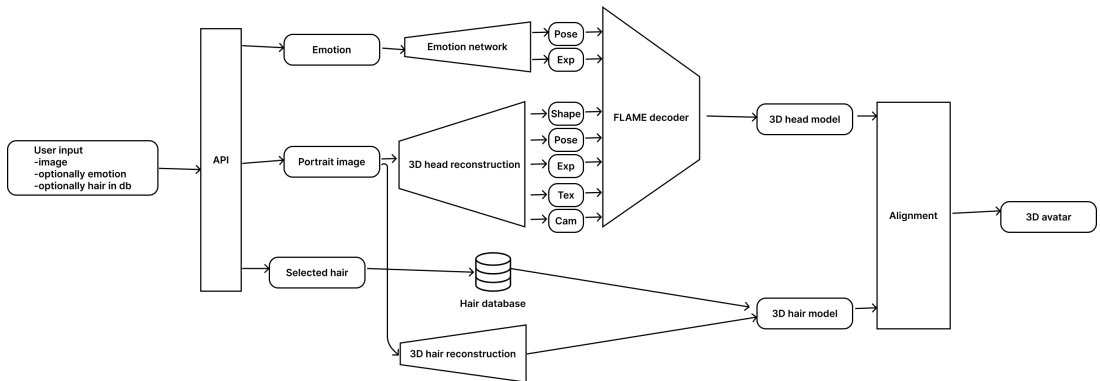 User input
-image
-optionally emotion
-optionally hair in db
API
Emotion
Emotion network
Pose
Exp
Portrait image
3D head reconstruction
Shape
Pose
Exp
Tex
Cam
FLAME decoder
3D head model
Selected hair
Hair database
3D hair reconstruction
3D hair model
Alignment
3D avatar